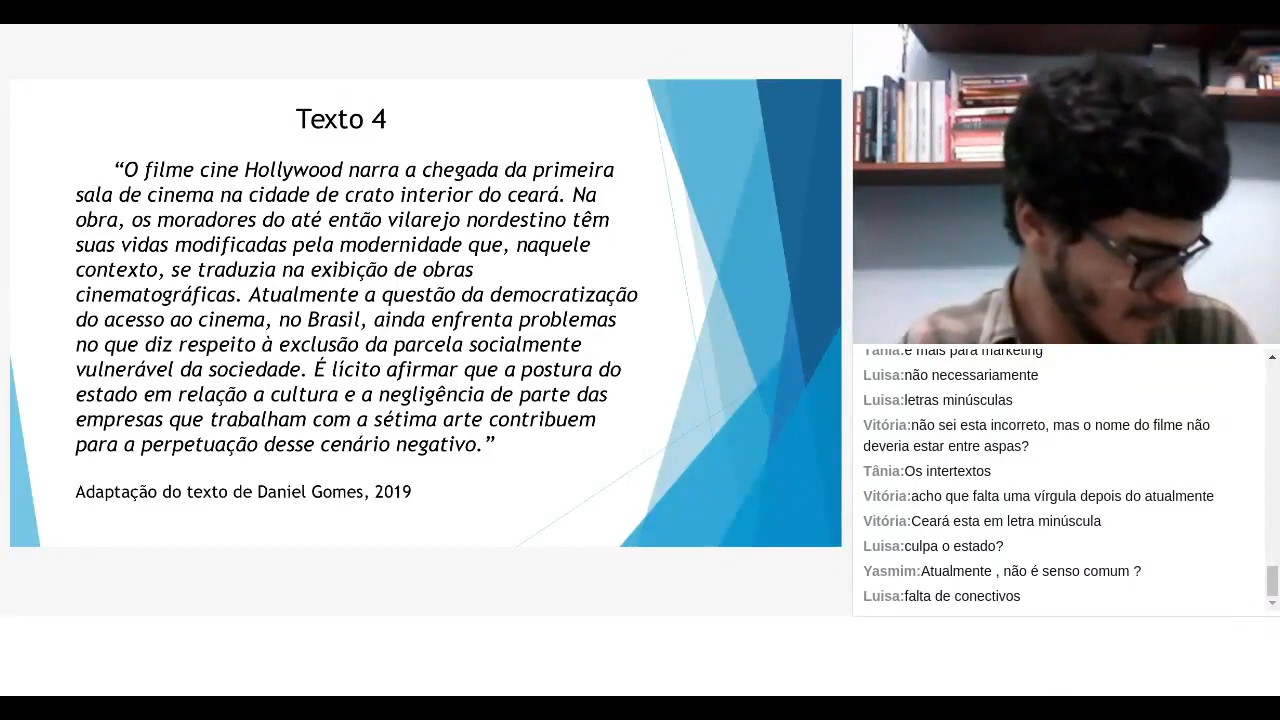 Texto 4
“O filme cine Hollywood narra a chegada da primeira
sala de cinema na cidade de crato interior do ceará. Na
obra, os moradores do até então vilarejo nordestino têm
suas vidas modificadas pela modernidade que, naquele
contexto, se traduzia na exibição de obras
cinematográficas. Atualmente a questão da democratização
do acesso ao cinema, no Brasil, ainda enfrenta problemas
no que diz respeito à exclusão da parcela socialmente
vulnerável da sociedade. É lícito afirmar que a postura do
estado em relação a cultura e a negligência de parte das
empresas que trabalham com a sétima arte contribuem
para a perpetuação desse cenário negativo.”
Adaptação do texto de Daniel Gomes, 2019
Tânia:e mais para marketing
Luisa:não necessariamente
Luisa:letras minúsculas
Vitória:não sei esta incorreto, mas o nome do filme não
deveria estar entre aspas?
Tânia:Os intertextos
Vitória:acho que falta uma vírgula depois do atualmente
Vitória:Ceará esta em letra minúscula
Luisa:culpa o estado?
Yasmim:Atualmente , não é senso comum ?
Luisa:falta de conectivos